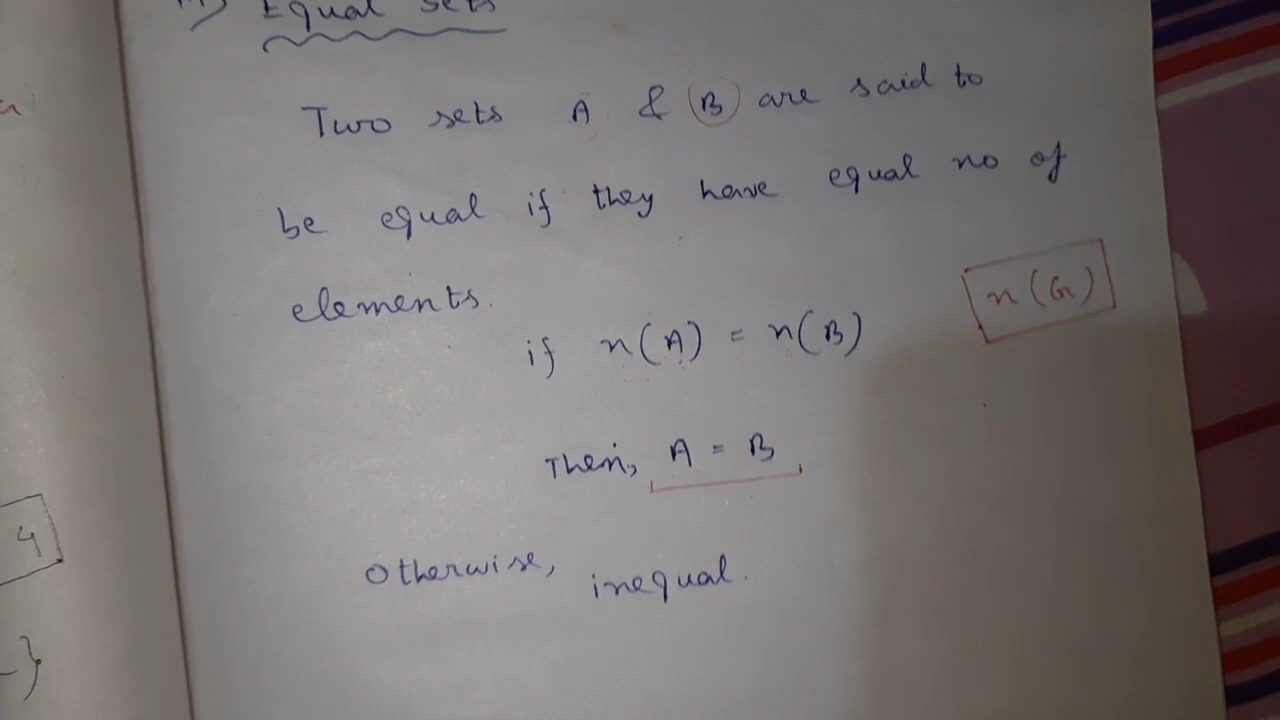 Equal sets
Two sets A & B are said to
be equal if they have equal no of
elements.
n(G)
if n(A) = n(B)
Then, A = B
Otherwise, inequal.
4
}